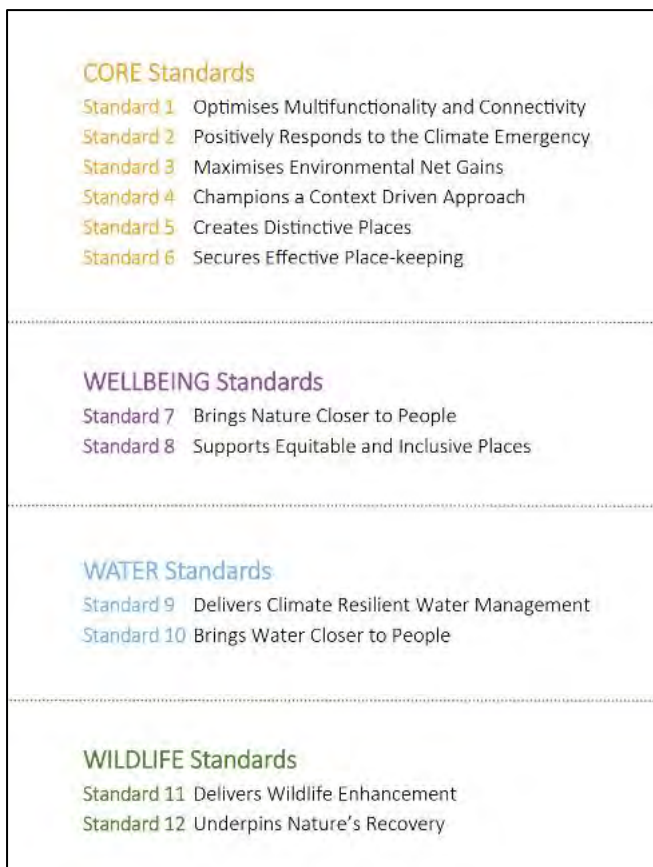 CORE Standards
Standard 1 Optimises Multifunctionality and Connectivity
Standard 2 Positively Responds to the Climate Emergency
Standard 3 Maximises Environmental Net Gains
Standard 4 Champions a Context Driven Approach
Standard 5 Creates Distinctive Places
Standard 6 Secures Effective Place-keeping
WELLBEING Standards
Standard 7 Brings Nature Closer to People
Standard 8 Supports Equitable and Inclusive Places
WATER Standards
Standard 9 Delivers Climate Resilient Water Management
Standard 10 Brings Water Closer to People
WILDLIFE Standards
Standard 11 Delivers Wildlife Enhancement
Standard 12 Underpins Nature's Recovery